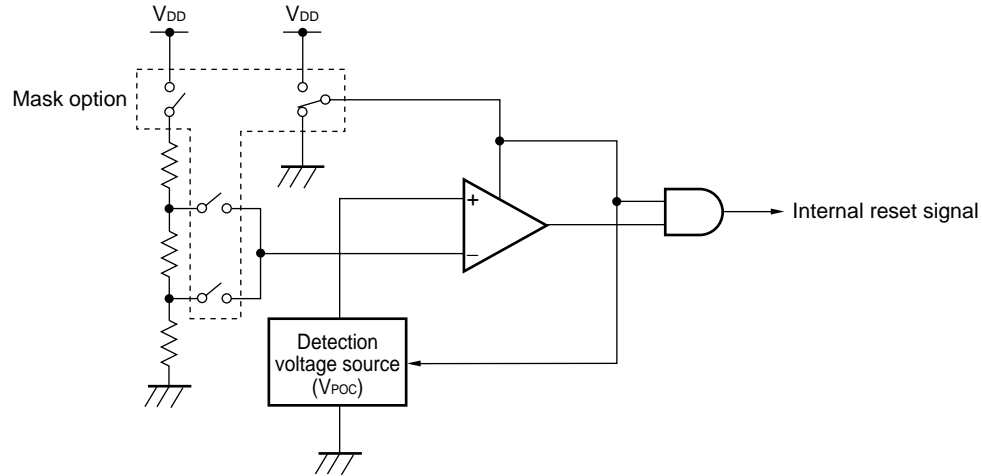 VDD
VDD
Mask option
+
−
Internal reset signal
Detection
voltage source
(VPOC)